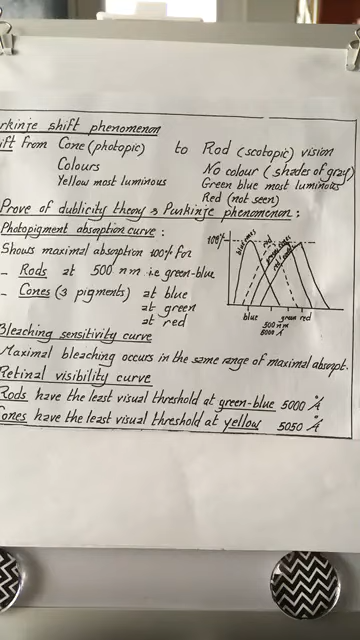 rkinje shift phenomenon
ift from Cone (photopic) to Rod (scotopic) vision
Colours No colour (shades of gray)
Yellow most luminous Green blue most luminous
Red (not seen)
Prove of dublicity theory → Purkinje phenomenon:
Photopigment absorption curve:
Shows maximal absorption 100% for
- Rods at 500 nm i.e green-blue
- Cones (3 pigments) at blue
at green
at red
100%
blue cones
rod
green cones
blue
green red
500 nm
5000 Å
Bleaching sensitivity curve
Maximal bleaching occurs in the same range of maximal absorpt.
Retinal visibility curve
Rods have the least visual threshold at green-blue 5000 Å
Cones have the least visual threshold at yellow 5050 Å